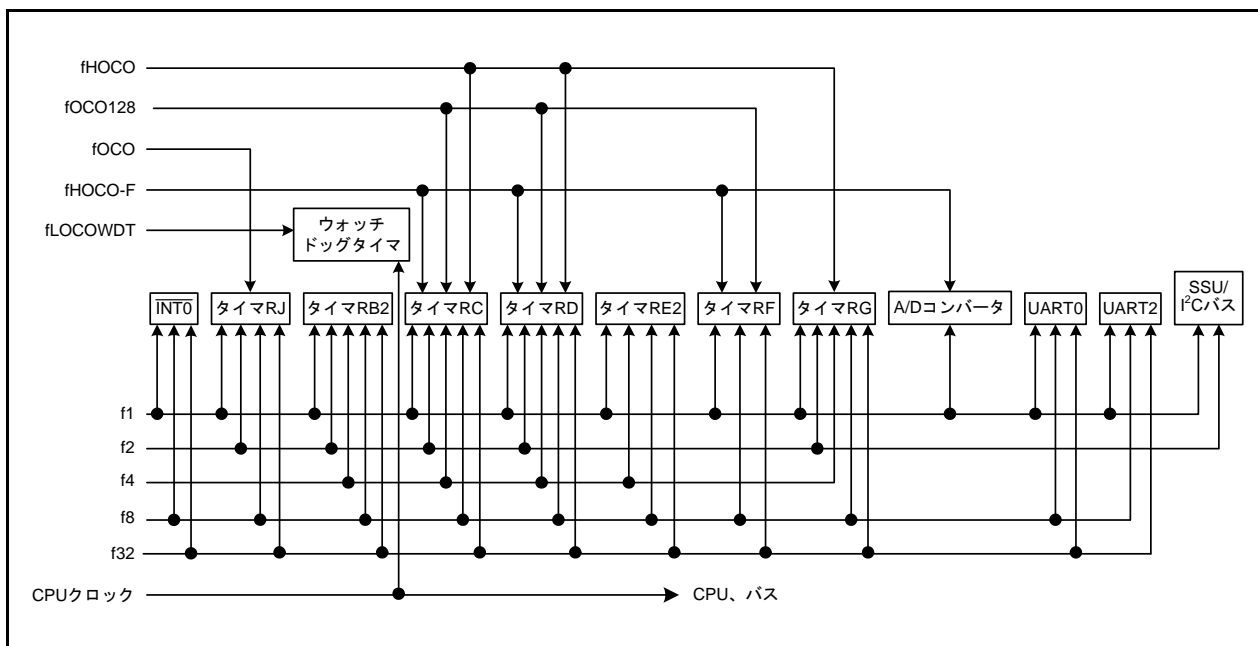 fHOCO
fOCO128
fOCO
fHOCO-F
fLOCOWDT
ウォッチ
ドッグタイマ
INT0
タイマRJ
タイマRB2
タイマRC
タイマRD
タイマRE2
タイマRF
タイマRG
A/Dコンバータ
UART0
UART2
SSU/
I²Cバス
f1
f2
f4
f8
f32
CPUクロック
CPU、バス